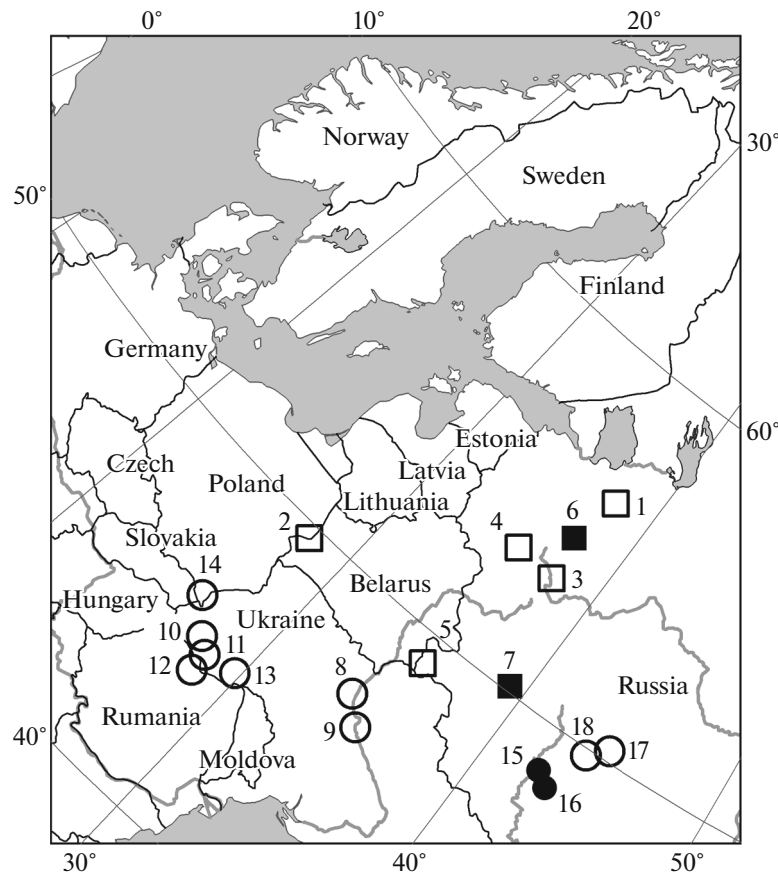 0° 10° 20°
Norway
30°
Sweden
50°
Finland
Germany
60°
Estonia
Czech
Latvia
Poland
Lithuania
1
6
2
4
Slovakia
3
14
Belarus
Hungary
Ukraine
10
5
11
12
13
8
7
Russia
Rumania
9
18
17
40°
Moldova
15
16
30° 40° 50°